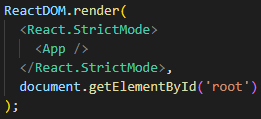 ReactDOM.render(
  <React.StrictMode>
    <App />
  </React.StrictMode>,
  document.getElementById('root')
);